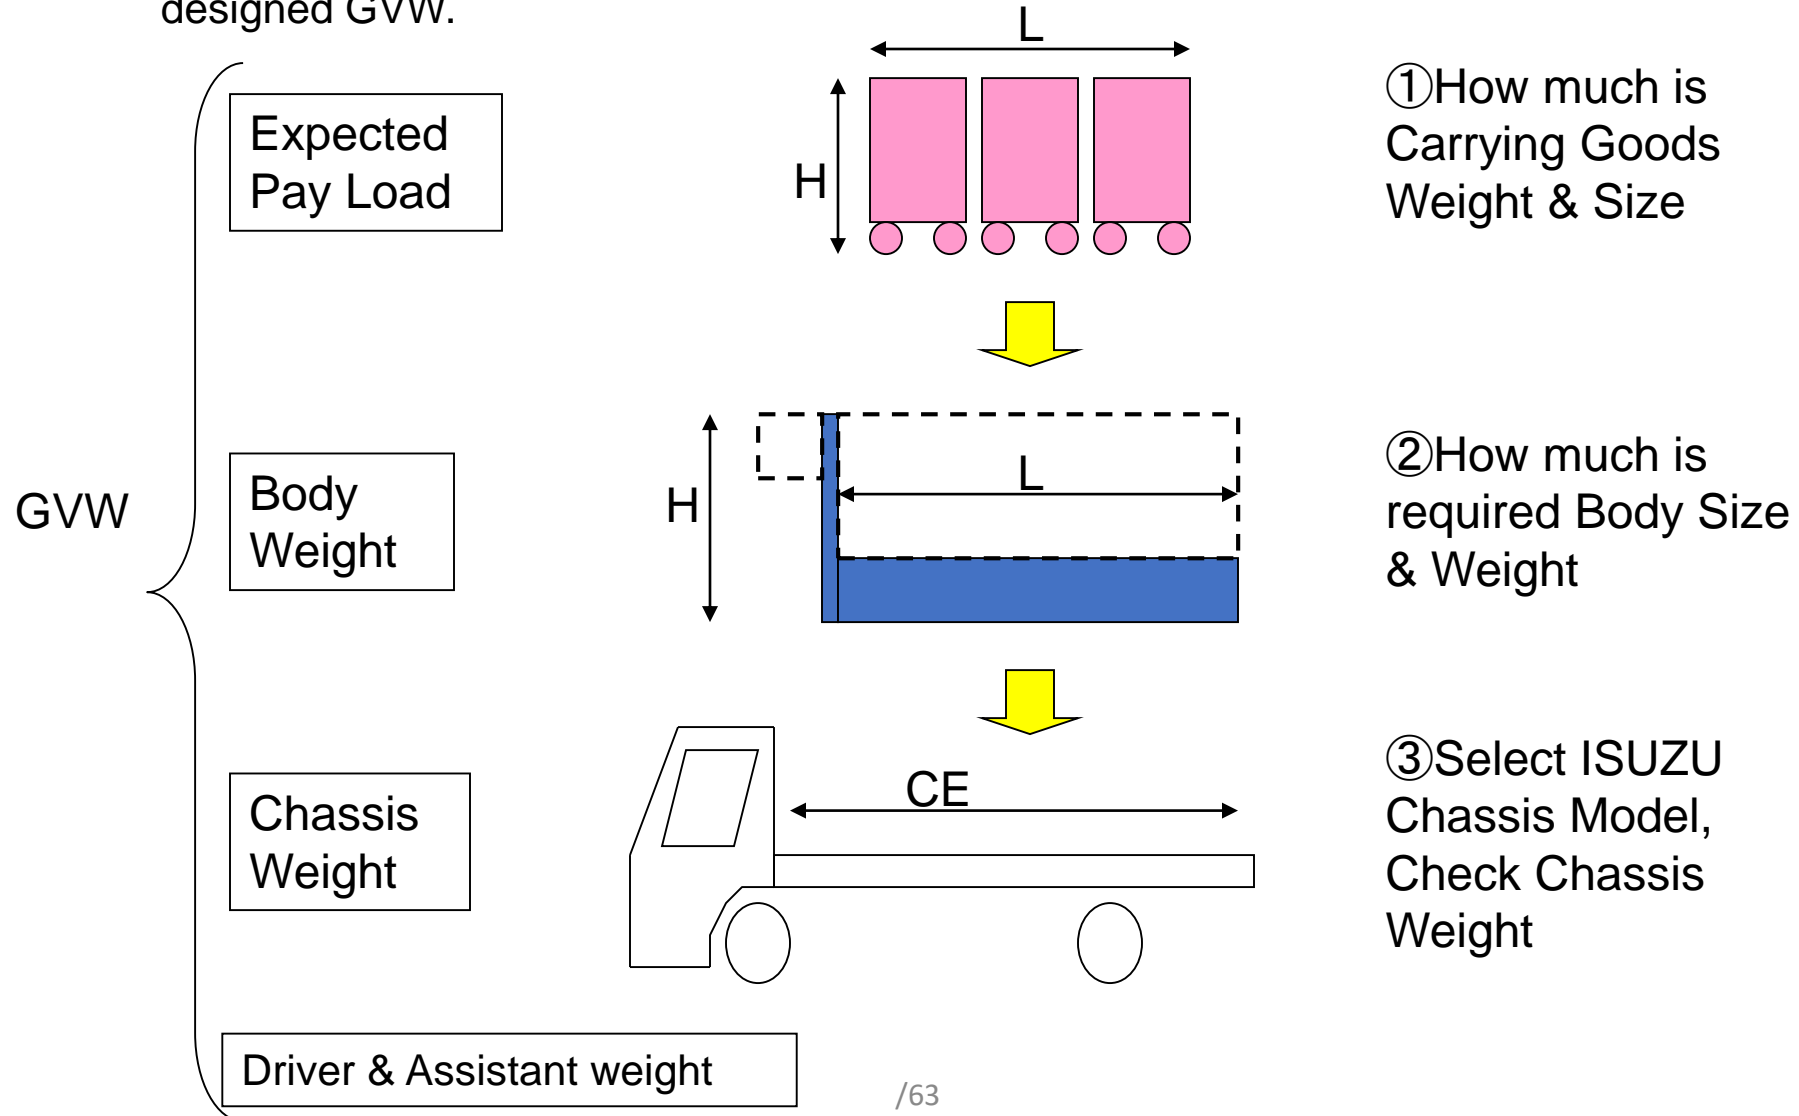 designed GVW.
L
①How much is
Carrying Goods
Weight & Size
Expected
Pay Load
H
②How much is
required Body Size
& Weight
L
Body
Weight
H
GVW
③Select ISUZU
Chassis Model,
Check Chassis
Weight
CE
Chassis
Weight
Driver & Assistant weight
/63